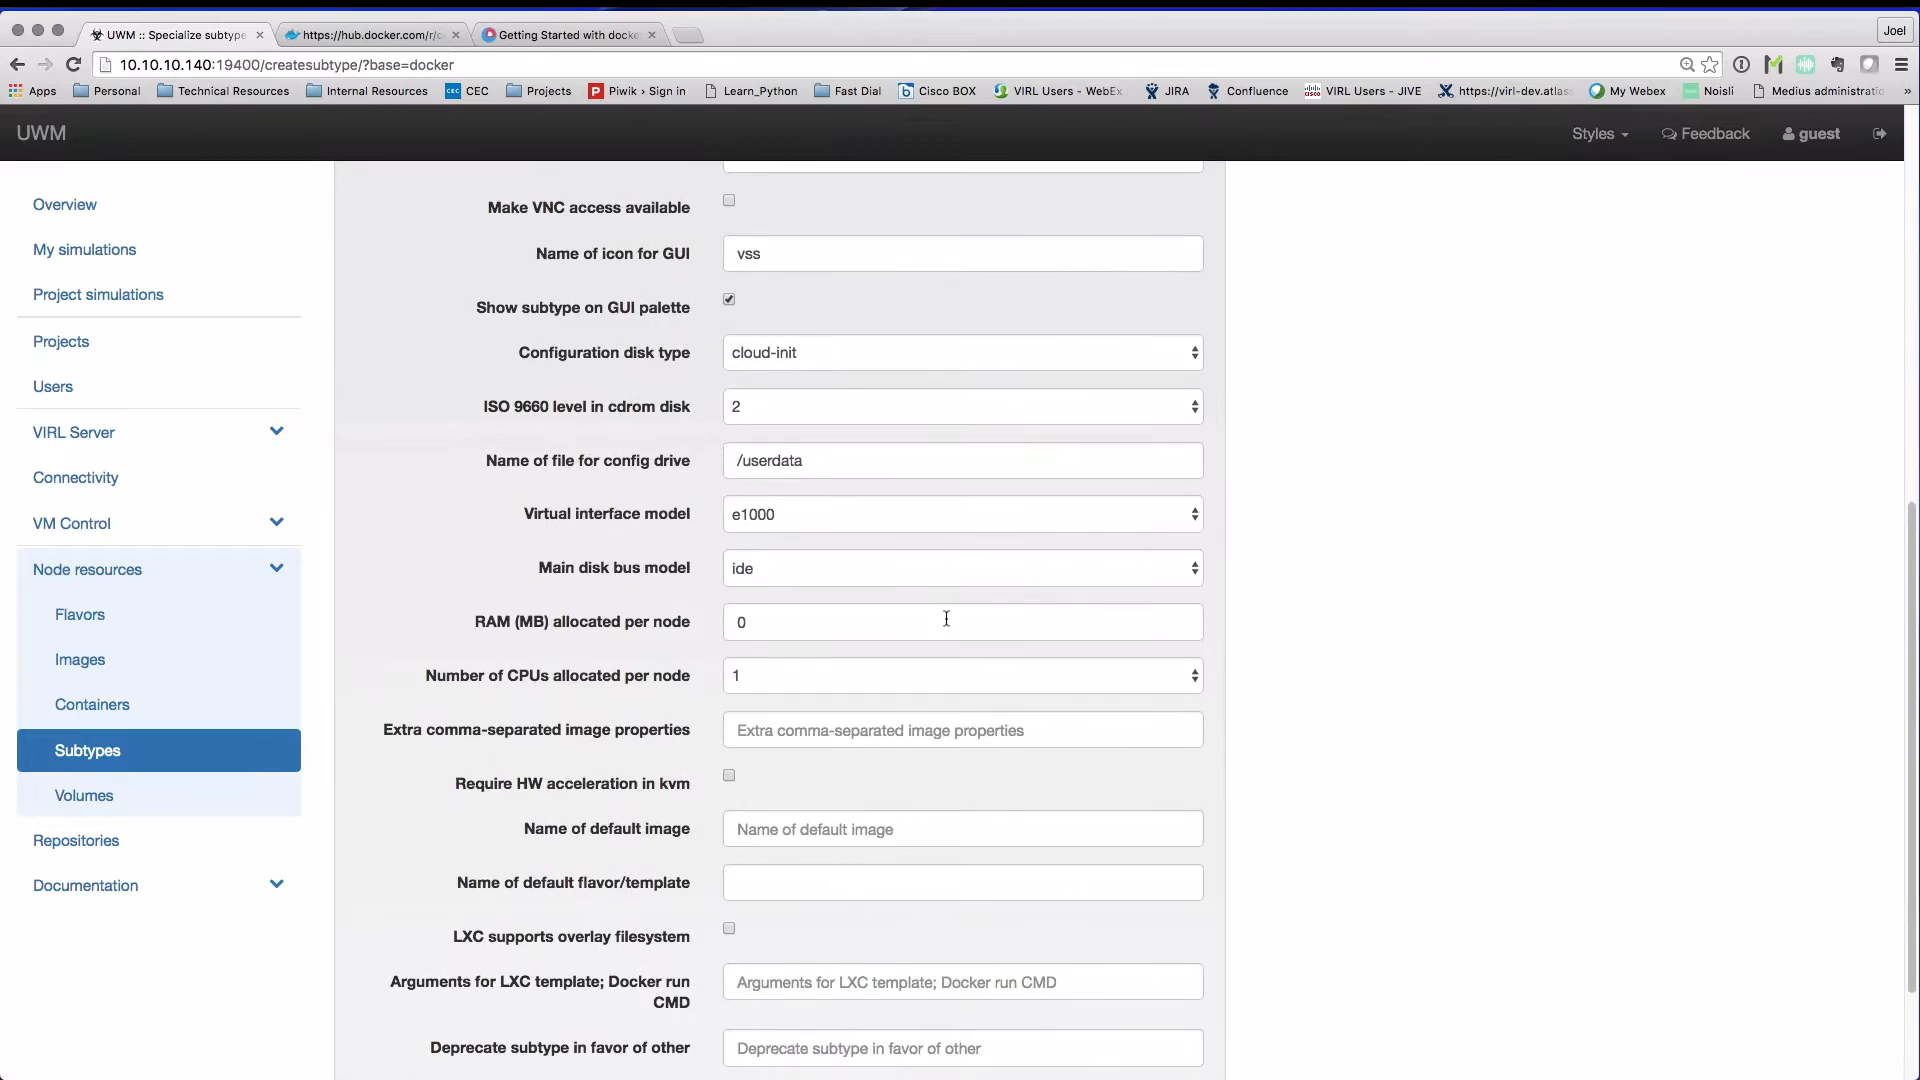 Joel
UWM :: Specialize subtype
https://hub.docker.com/r/c
Getting Started with docke
10.10.10.140:19400/createsubtype/?base=docker
Apps Personal Technical Resources Internal Resources CEC CEC Projects Piwik › Sign in Learn_Python Fast Dial Cisco BOX VIRL Users - WebEx JIRA Confluence VIRL Users - JIVE https://virl-dev.atlas My Webex Noisli Medius administratio »
UWM
Styles Feedback guest
Overview
My simulations
Project simulations
Projects
Users
VIRL Server
Connectivity
VM Control
Node resources
Flavors
Images
Containers
Subtypes
Volumes
Repositories
Documentation
Make VNC access available
Name of icon for GUI vss
Show subtype on GUI palette
Configuration disk type cloud-init
ISO 9660 level in cdrom disk 2
Name of file for config drive /userdata
Virtual interface model e1000
Main disk bus model ide
RAM (MB) allocated per node 0
Number of CPUs allocated per node 1
Extra comma-separated image properties Extra comma-separated image properties
Require HW acceleration in kvm
Name of default image Name of default image
Name of default flavor/template
LXC supports overlay filesystem
Arguments for LXC template; Docker run Arguments for LXC template; Docker run CMD
CMD
Deprecate subtype in favor of other Deprecate subtype in favor of other